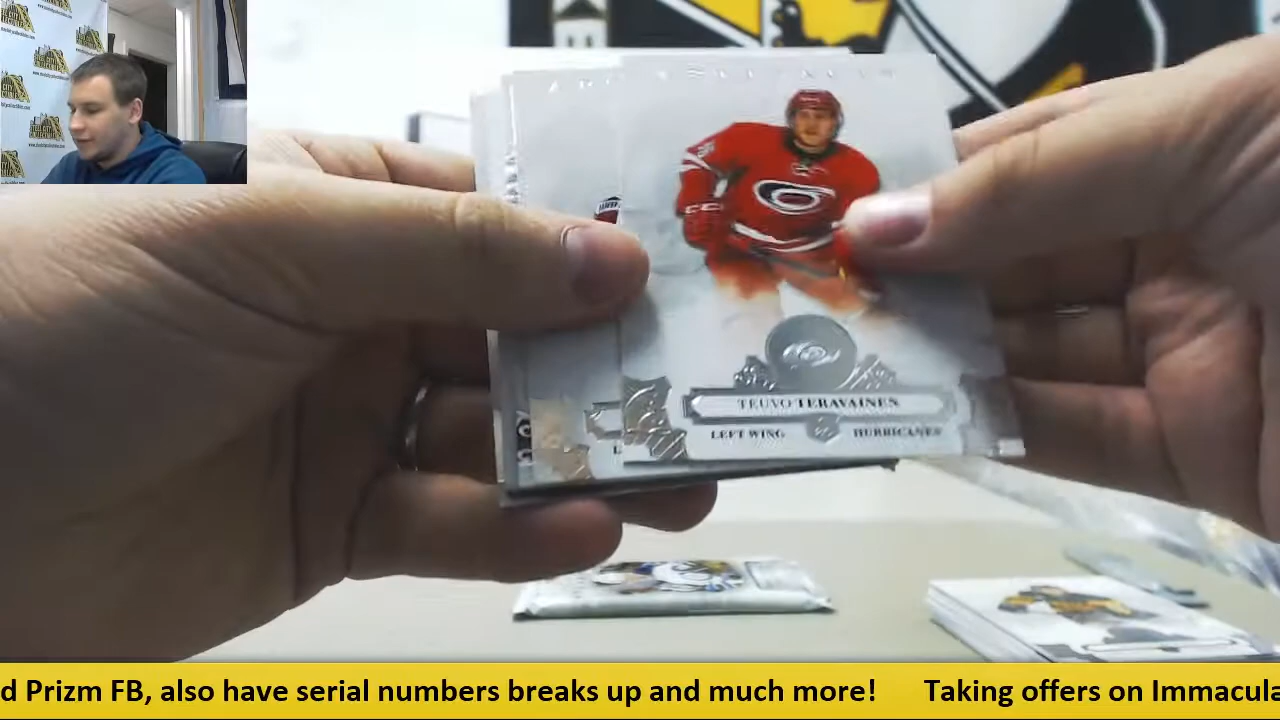 TEUVO TERAVAINEN
LEFT WING HURRICANES
d Prizm FB, also have serial numbers breaks up and much more! Taking offers on Immacula